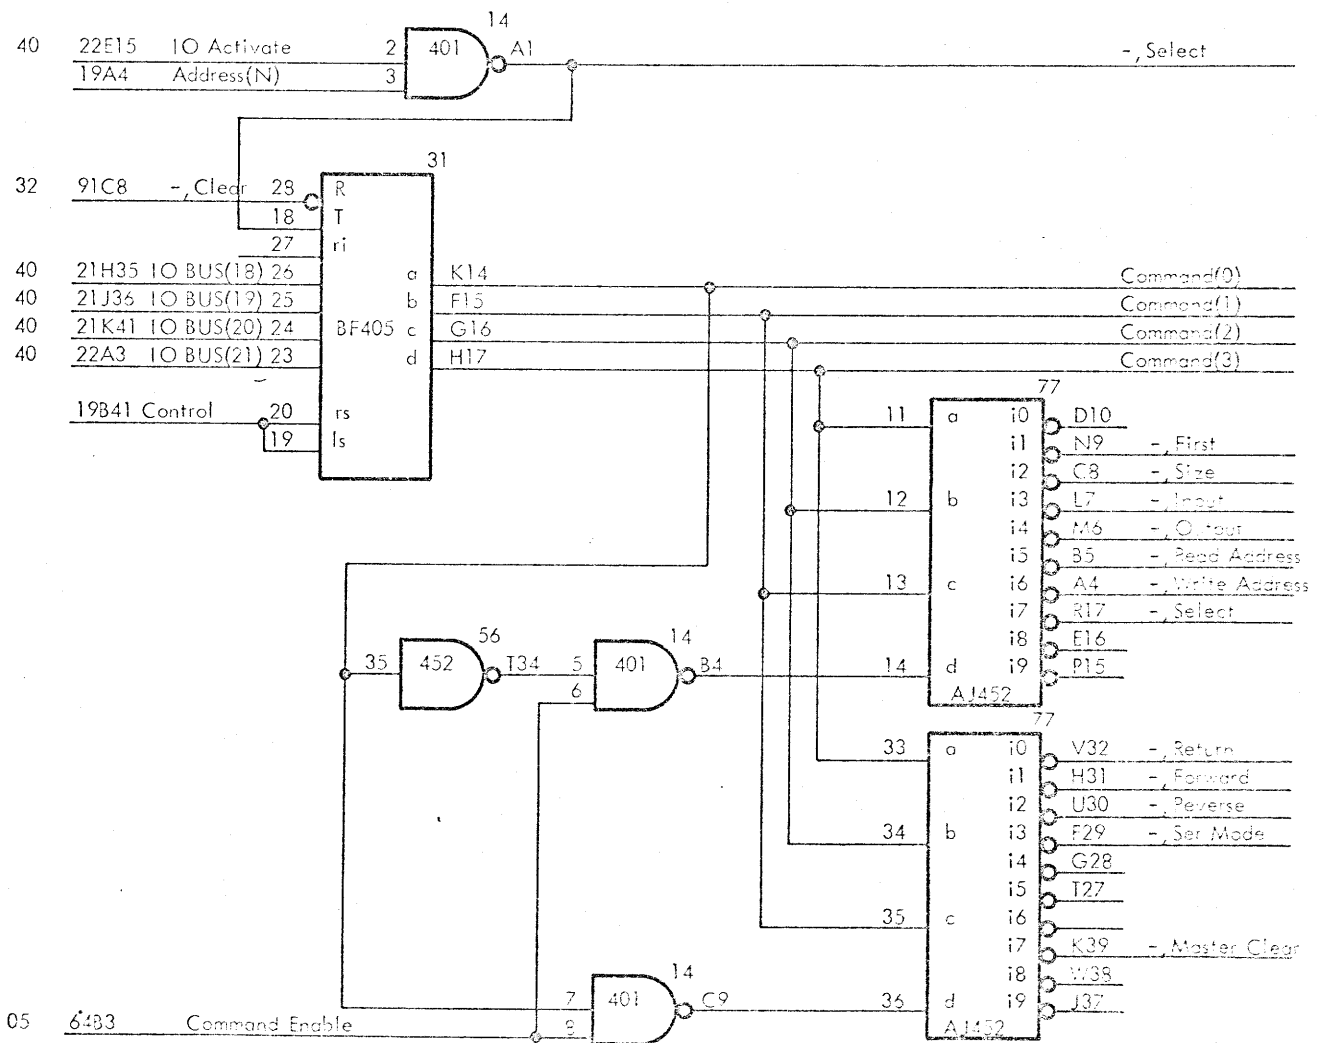 14
40 22E15 IO Activate 2 401 A1 -, Select
19A4 Address(N) 3
31
32 91C8 -, Clear 28 R
18 T
27 ri
40 21H35 IO BUS(18) 26 a K14 Command(0)
40 21J36 IO BUS(19) 25 b F15 Command(1)
40 21K41 IO BUS(20) 24 BF405 c G16 Command(2)
40 22A3 IO BUS(21) 23 d H17 Command(3)
77
19B41 Control 20 rs 11 a i0 D10
19 ls i1 N9 -, First
i2 C8 -, Size
12 b i3 L7 -, Input
i4 M6 -, Output
i5 B5 -, Read Address
13 c i6 A4 -, Write Address
i7 R17 -, Select
56 14 i8 E16
35 452 T34 5 401 B4 14 d i9 P15
6 AJ452
77
33 a i0 V32 -, Return
i1 H31 -, Forward
i2 U30 -, Reverse
34 b i3 F29 -, Ser Mode
i4 G28
i5 T27
35 c i6
i7 K39 -, Master Clear
14 i8 W38
7 401 C9 36 d i9 J37
05 64B3 Command Enable 8 AJ452